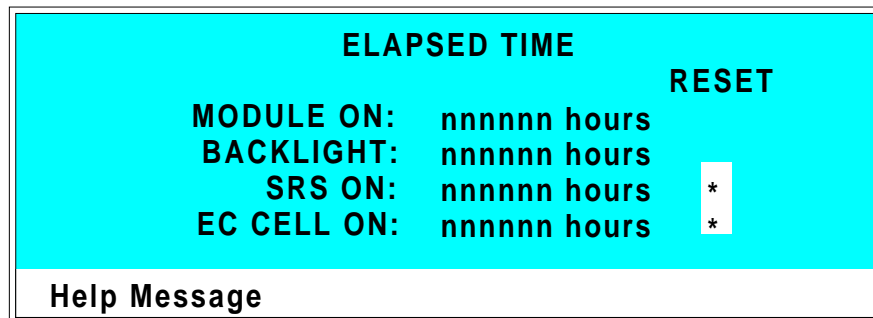 ELAPSED TIME
RESET
MODULE ON: nnnnnn hours
BACKLIGHT: nnnnnn hours
SRS ON: nnnnnn hours *
EC CELL ON: nnnnnn hours *
Help Message